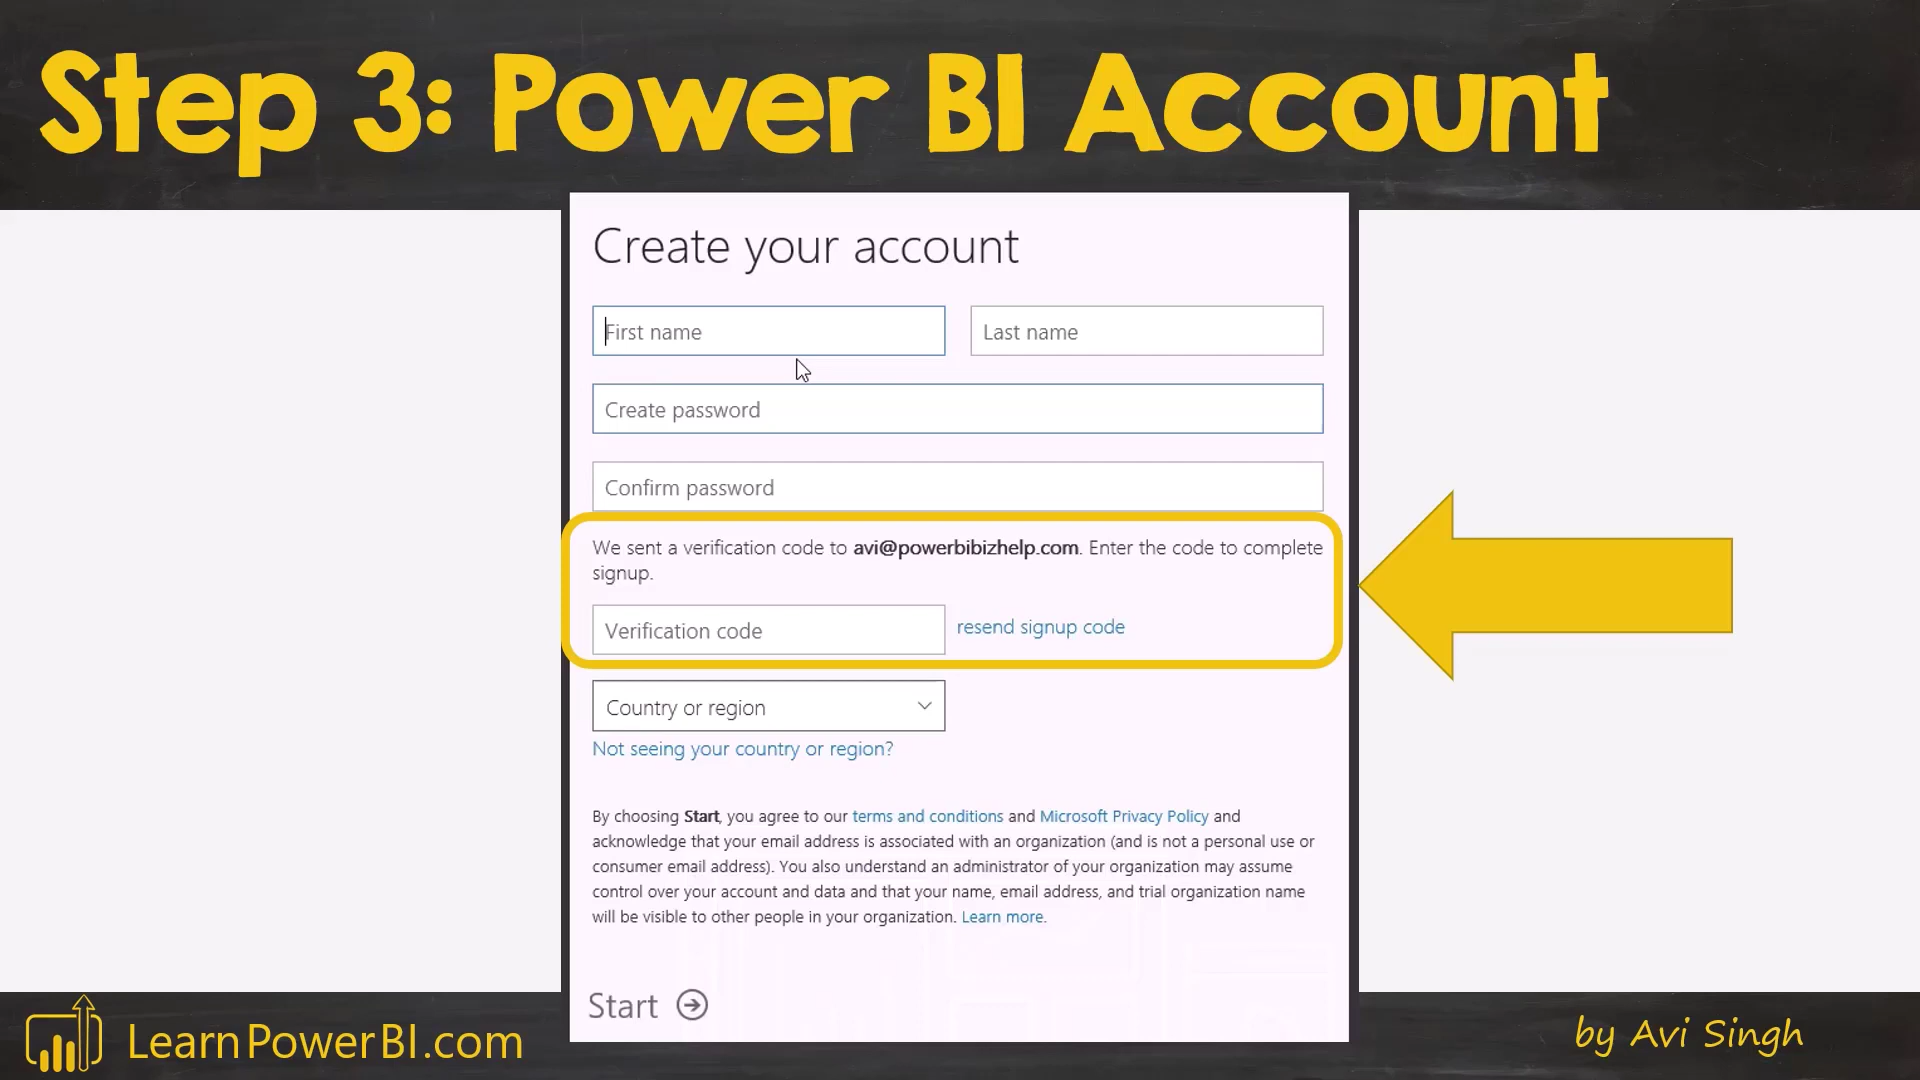 Step 3: Power BI Account
Create your account
First name
Last name
Create password
Confirm password
We sent a verification code to avi@powerbibizhelp.com. Enter the code to complete
signup.
Verification code
resend signup code
Country or region
Not seeing your country or region?
By choosing Start, you agree to our terms and conditions and Microsoft Privacy Policy and
acknowledge that your email address is associated with an organization (and is not a personal use or
consumer email address). You also understand an administrator of your organization may assume
control over your account and data and that your name, email address, and trial organization name
will be visible to other people in your organization. Learn more.
Start
LearnPowerBI.com
by Avi Singh